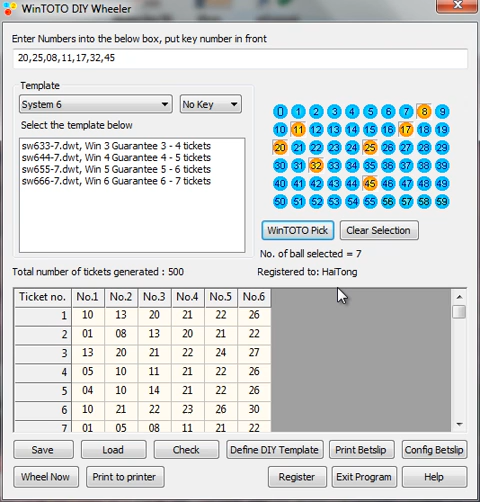 WinTOTO DIY Wheeler
Enter Numbers into the below box, put key number in front
20,25,08,11,17,32,45
Template
System 6 No Key
Select the template below
sw633-7.dwt, Win 3 Guarantee 3 - 4 tickets
sw644-7.dwt, Win 4 Guarantee 4 - 5 tickets
sw655-7.dwt, Win 5 Guarantee 5 - 6 tickets
sw666-7.dwt, Win 6 Guarantee 6 - 7 tickets
0 1 2 3 4 5 6 7 8 9
10 11 12 13 14 15 16 17 18 19
20 21 22 23 24 25 26 27 28 29
30 31 32 33 34 35 36 37 38 39
40 41 42 43 44 45 46 47 48 49
50 51 52 53 54 55 56 57 58 59
WinTOTO Pick Clear Selection
No. of ball selected = 7
Total number of tickets generated : 500 Registered to: HaiTong
Ticket no. No.1 No.2 No.3 No.4 No.5 No.6
1 10 13 20 21 22 26
2 01 08 13 20 21 22
3 13 20 21 22 24 27
4 05 10 11 21 22 26
5 04 10 14 21 22 26
6 10 21 22 23 26 30
7 01 05 08 11 21 22
Save Load Check Define DIY Template Print Betslip Config Betslip
Wheel Now Print to printer Register Exit Program Help